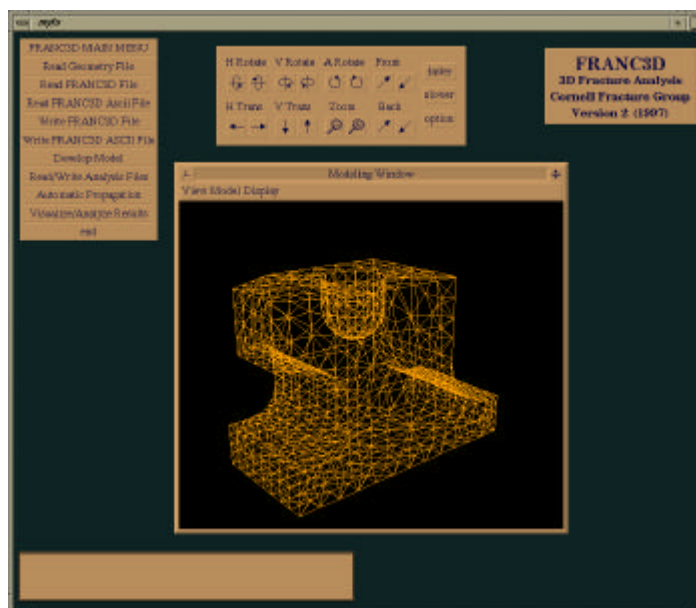 myfs
FRANC3D MAIN MENU
Read Geometry File
Read FRANC3D File
Read FRANC3D Ascii File
Write FRANC3D File
Write FRANC3D ASCII File
Develop Model
Read/Write Analysis Files
Automatic Propagation
Visualize/Analyze Results
end
H Rotate V Rotate A Rotate Front
faster
slower
H Trans V Trans Zoom Back
option
FRANC3D
3D Fracture Analysis
Cornell Fracture Group
Version 2 (1997)
Modeling Window
View Model Display